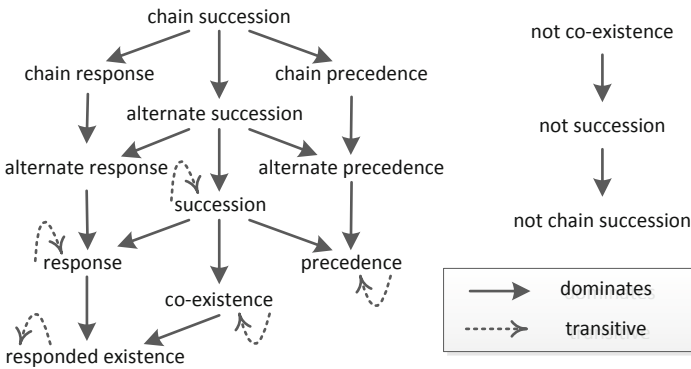 chain succession
not co-existence
chain response
chain precedence
alternate succession
not succession
alternate response
alternate precedence
succession
not chain succession
response
precedence
co-existence
responded existence
dominates
transitive